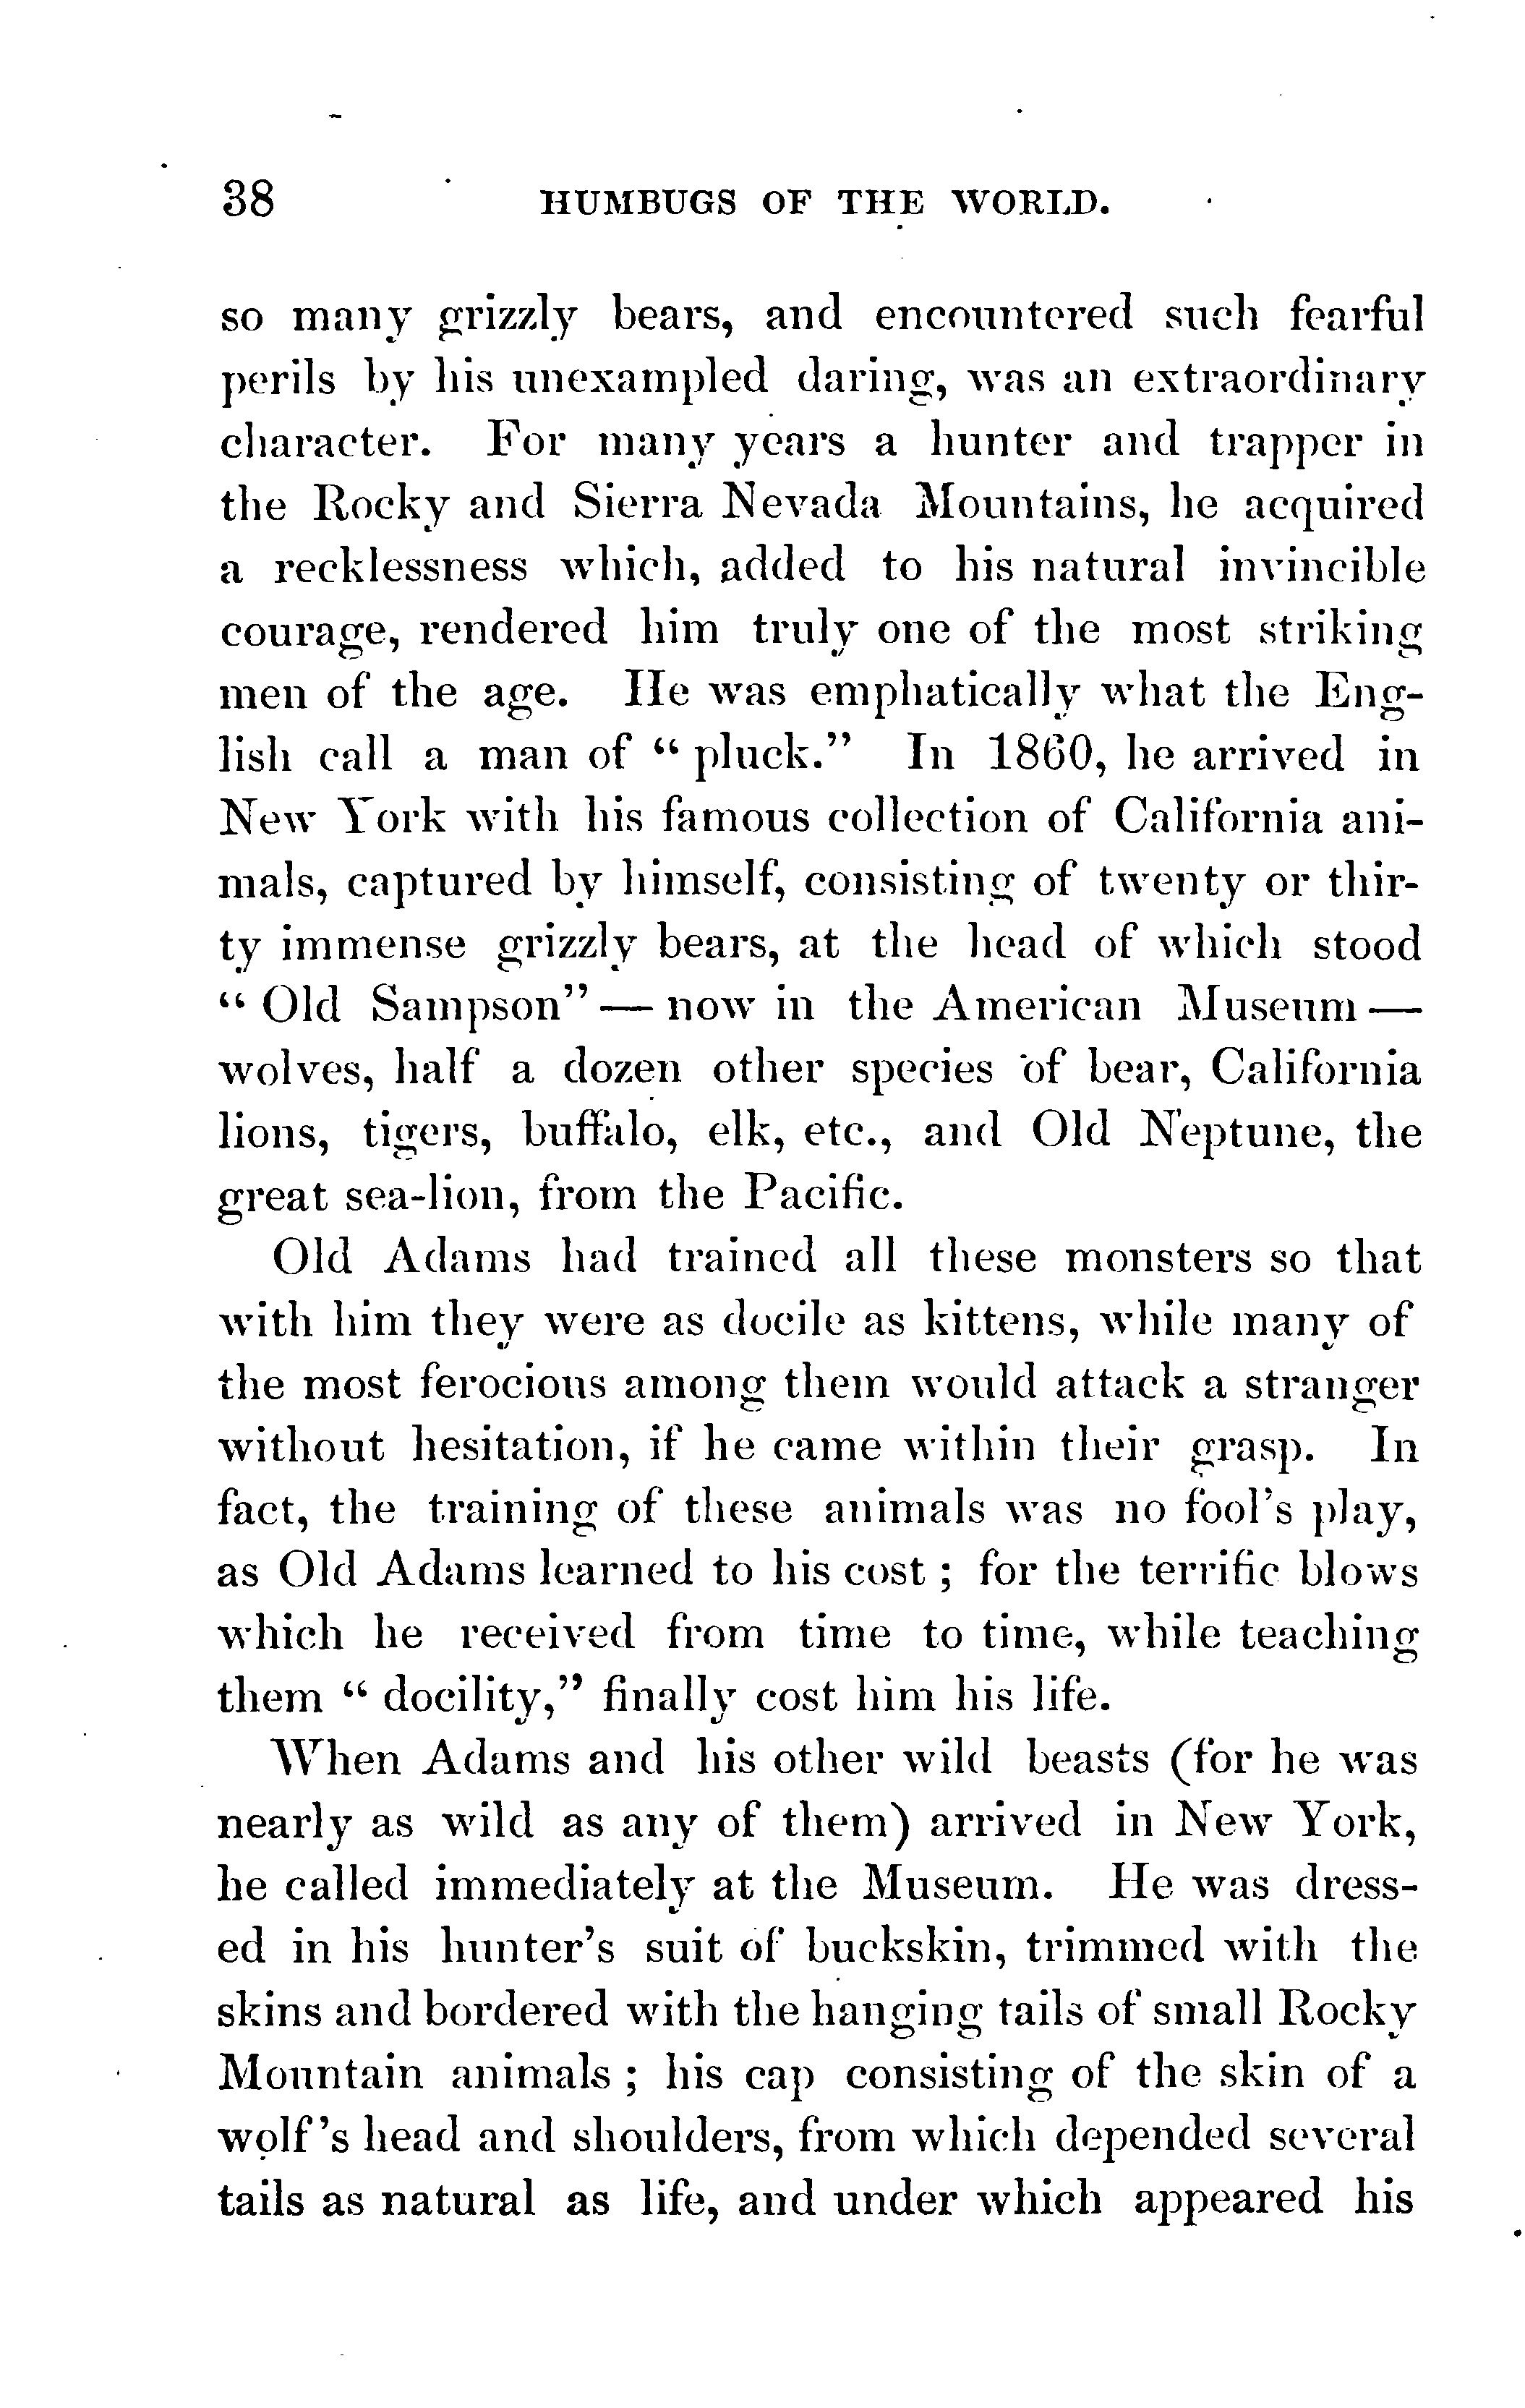 38 HUMBUGS OF THE WORLD.
so many grizzly bears, and encountered such fearful
perils by his unexampled daring, was an extraordinary
character. For many years a hunter and trapper in
the Rocky and Sierra Nevada Mountains, he acquired
a recklessness which, added to his natural invincible
courage, rendered him truly one of the most striking
men of the age. He was emphatically what the Eng-
lish call a man of “ pluck.” In 1860, he arrived in
New York with his famous collection of California ani-
mals, captured by himself, consisting of twenty or thir-
ty immense grizzly bears, at the head of which stood
“ Old Sampson” — now in the American Museum —
wolves, half a dozen other species of bear, California
lions, tigers, buffalo, elk, etc., and Old Neptune, the
great sea-lion, from the Pacific.
Old Adams had trained all these monsters so that
with him they were as docile as kittens, while many of
the most ferocious among them would attack a stranger
without hesitation, if he came within their grasp. In
fact, the training of these animals was no fool's play,
as Old Adams learned to his cost ; for the terrific blows
which he received from time to time, while teaching
them “ docility,” finally cost him his life.
When Adams and his other wild beasts (for he was
nearly as wild as any of them) arrived in New York,
he called immediately at the Museum. He was dress-
ed in his hunter's suit of buckskin, trimmed with the
skins and bordered with the hanging tails of small Rocky
Mountain animals ; his cap consisting of the skin of a
wolf's head and shoulders, from which depended several
tails as natural as life, and under which appeared his